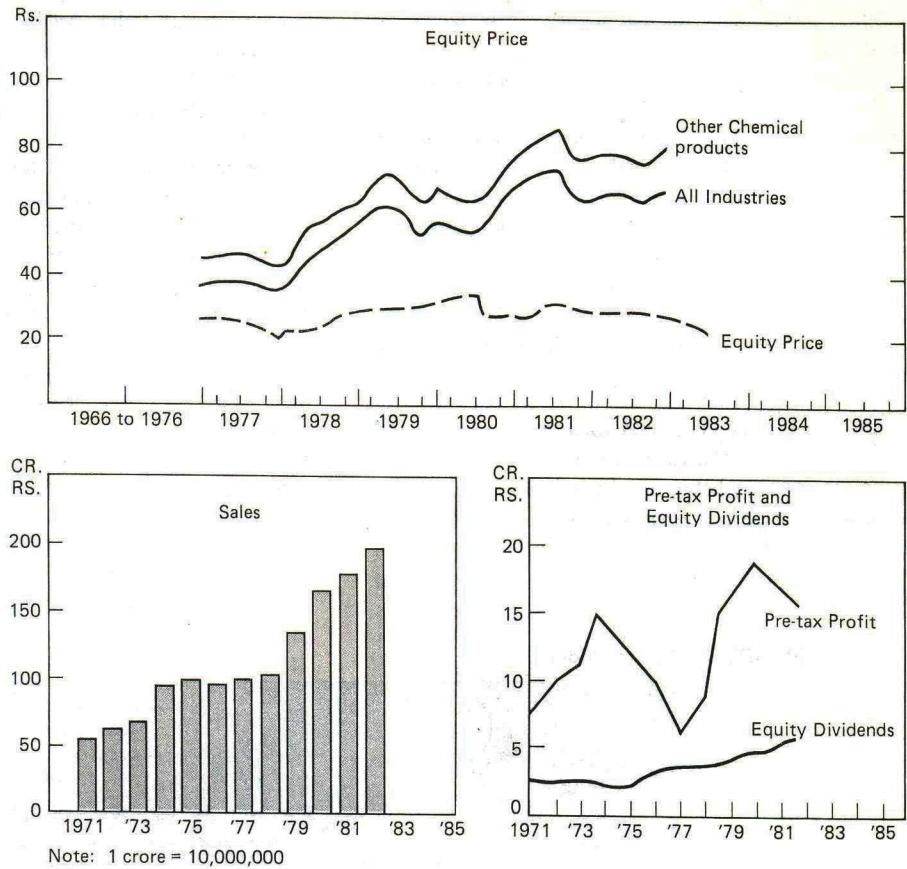 Rs.
Equity Price
100
80
60
40
20
Other Chemical
products
All Industries
Equity Price
1966 to 1976 1977 1978 1979 1980 1981 1982 1983 1984 1985
CR.
RS.
Sales
200
150
100
50
0
1971 '73 '75 '77 '79 '81 '83 '85
Note: 1 crore = 10,000,000
CR.
RS.
Pre-tax Profit and
Equity Dividends
20
15
10
5
0
Pre-tax Profit
Equity Dividends
1971 '73 '75 '77 '79 '81 '83 '85